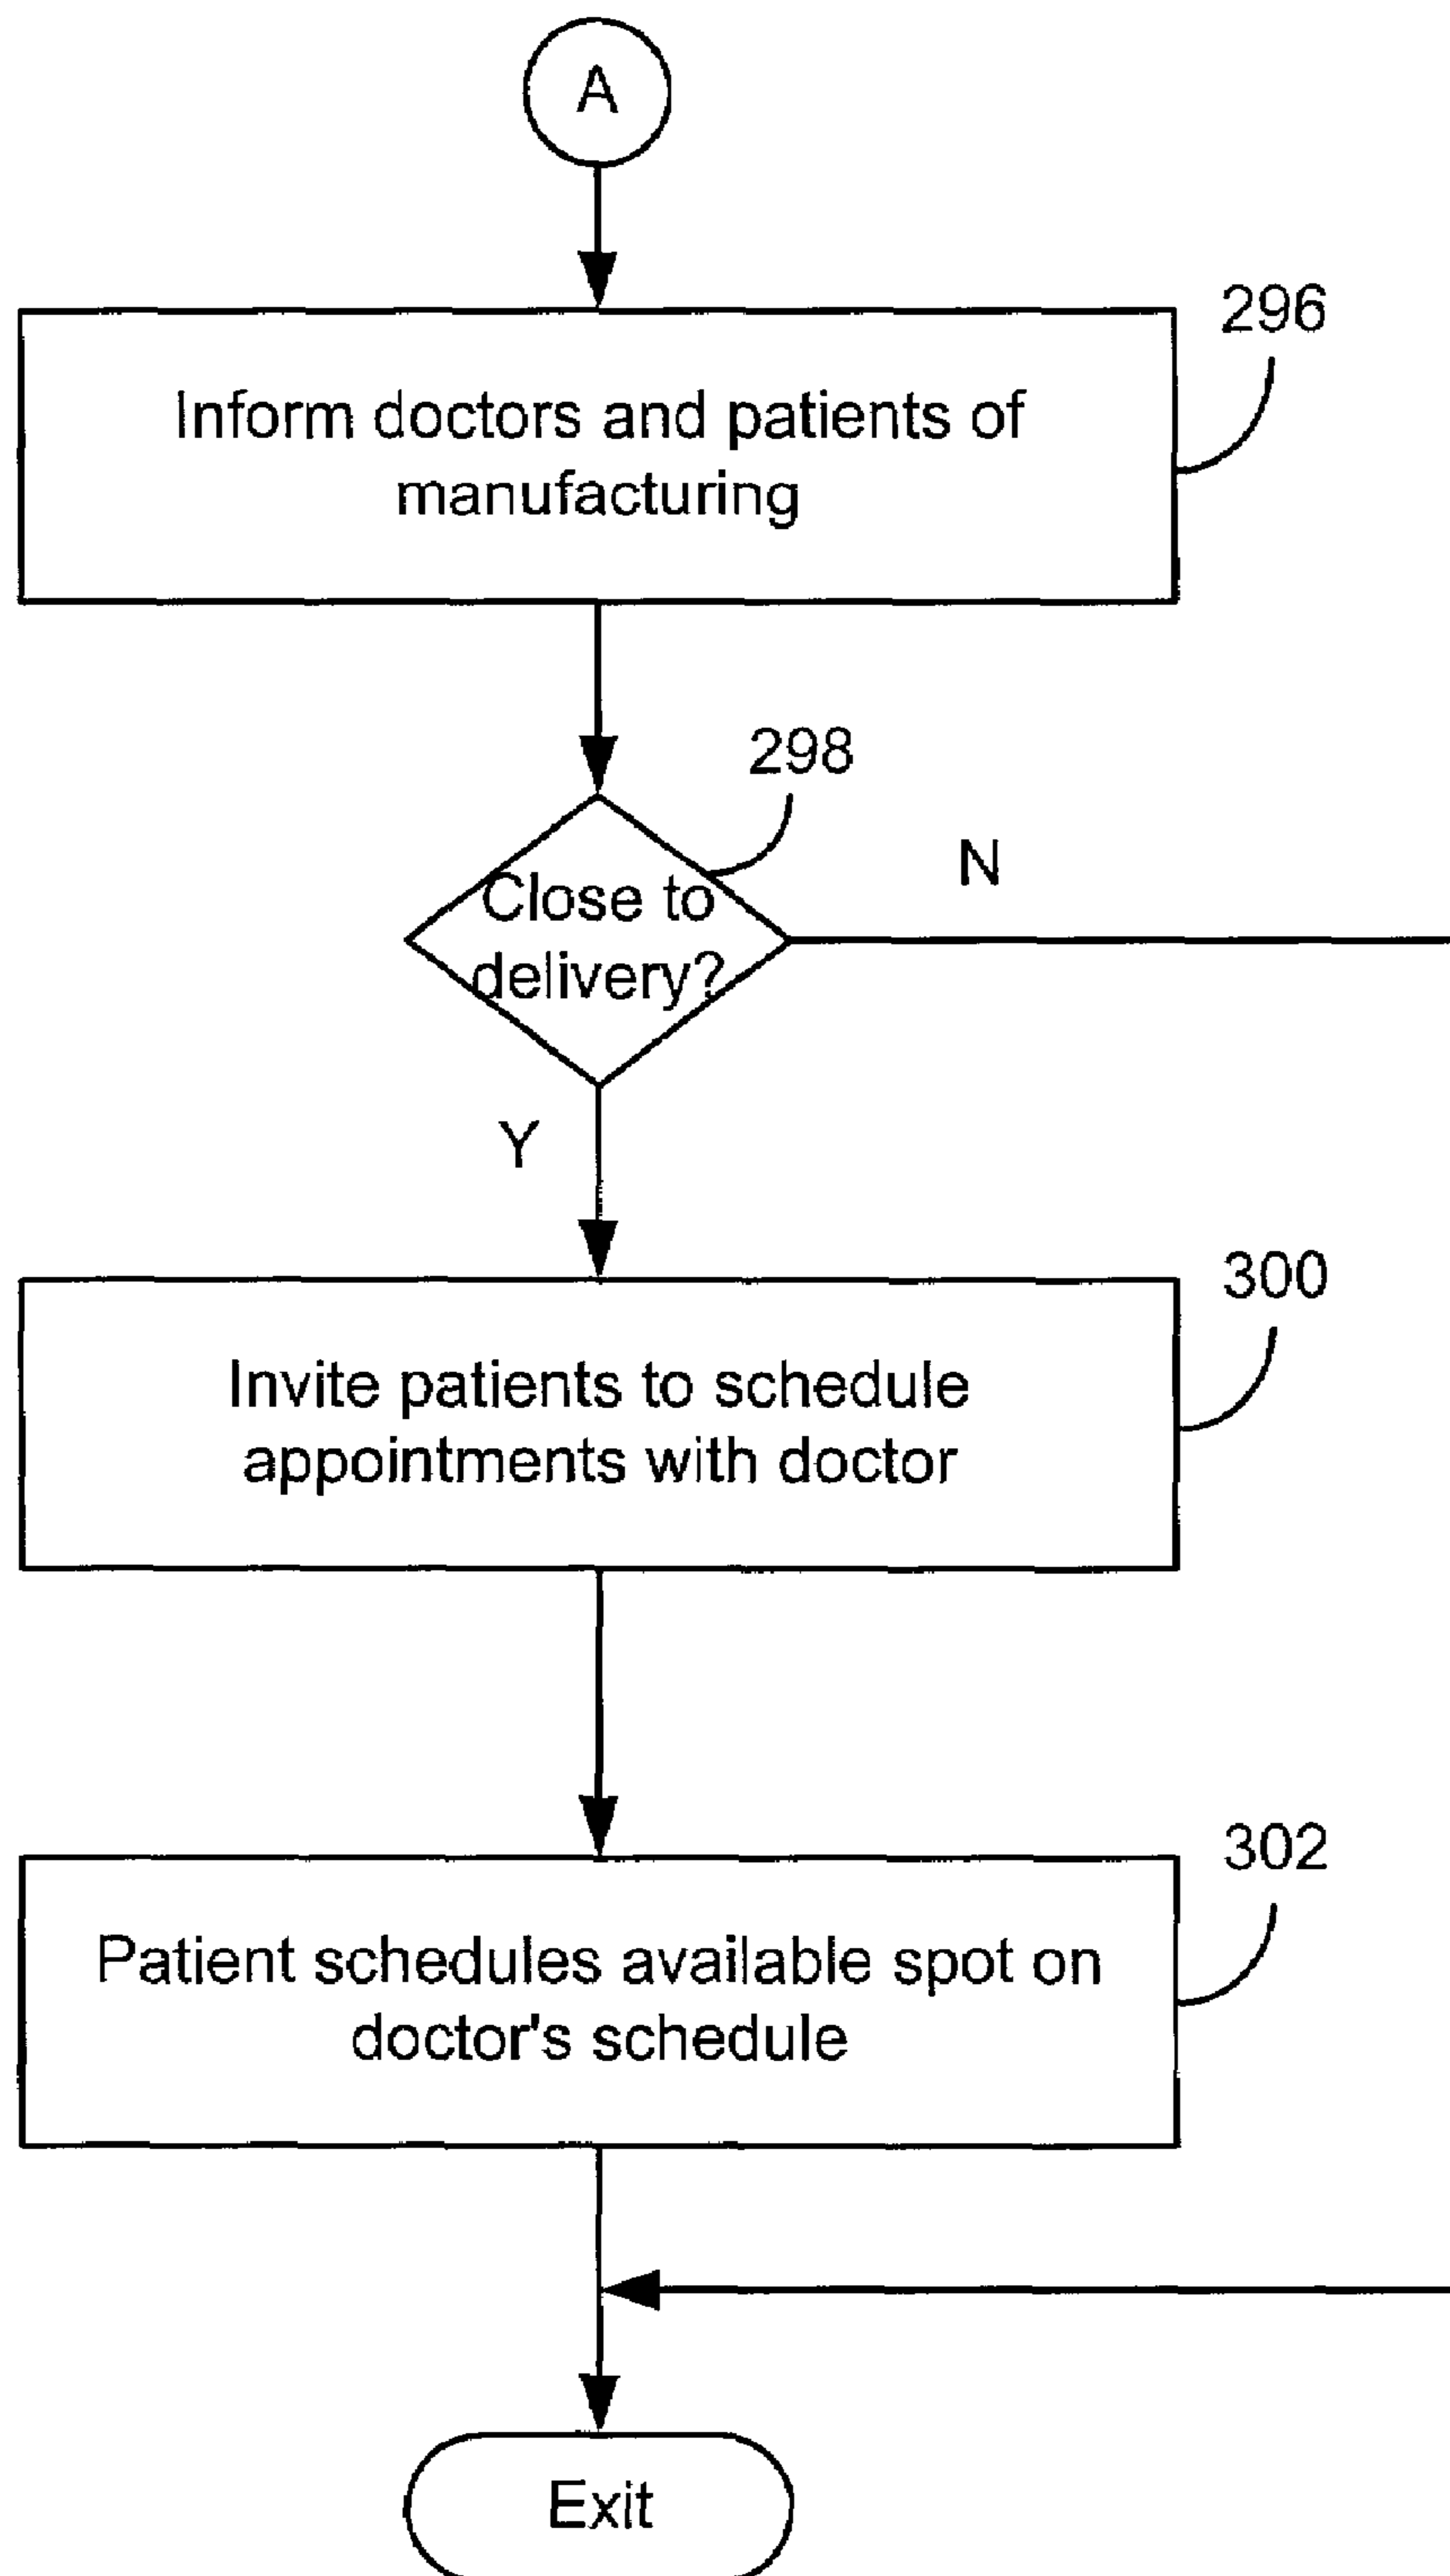 A
296
Inform doctors and patients of
manufacturing
298
N
Close to
delivery?
Y
300
Invite patients to schedule
appointments with doctor
302
Patient schedules available spot on
doctor's schedule
Exit